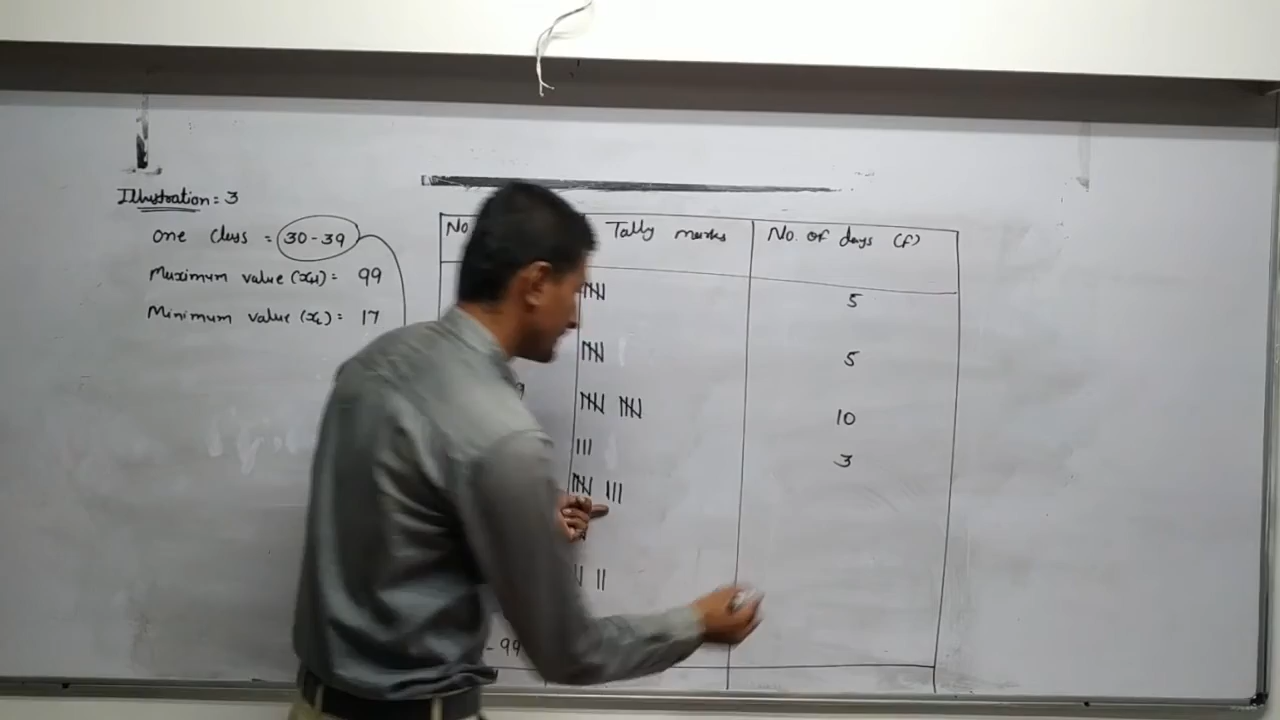 Illustration = 3
one class = 30-39
Maximum value (xH) = 99
Minimum value (xL) = 17
No. Tally marks No. of days (f)
5
5
10
3
- 99